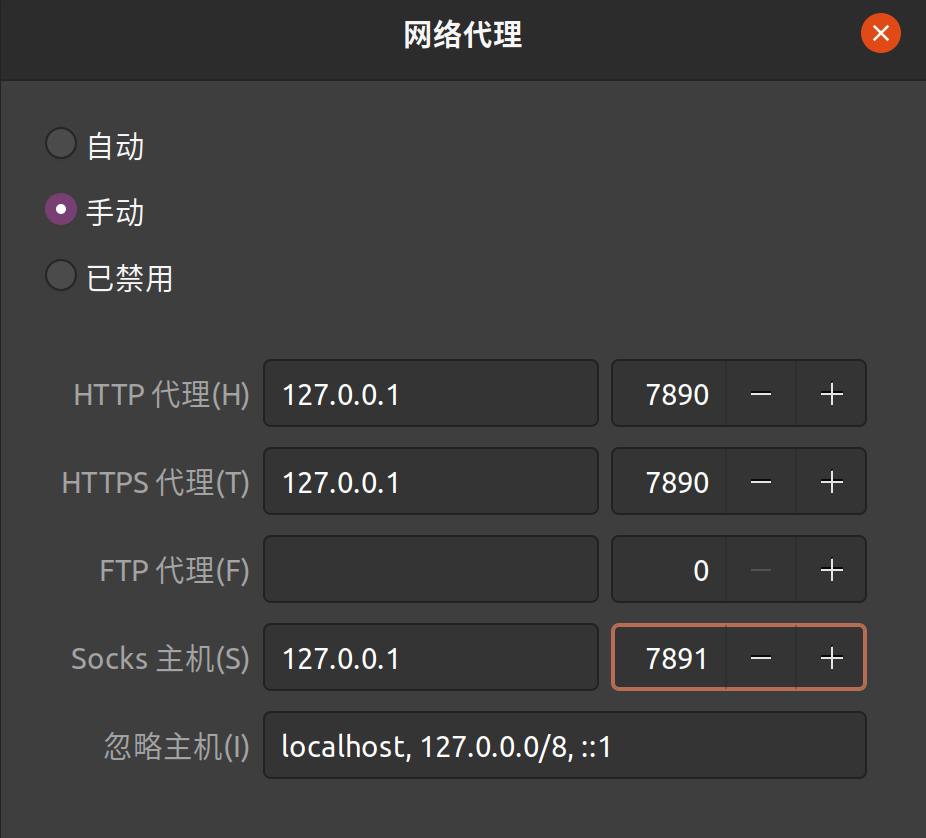 网络代理
自动
手动
已禁用
HTTP 代理(H) 127.0.0.1 7890
HTTPS 代理(T) 127.0.0.1 7890
FTP 代理(F) 0
Socks 主机(S) 127.0.0.1 7891
忽略主机(I) localhost, 127.0.0.0/8, ::1